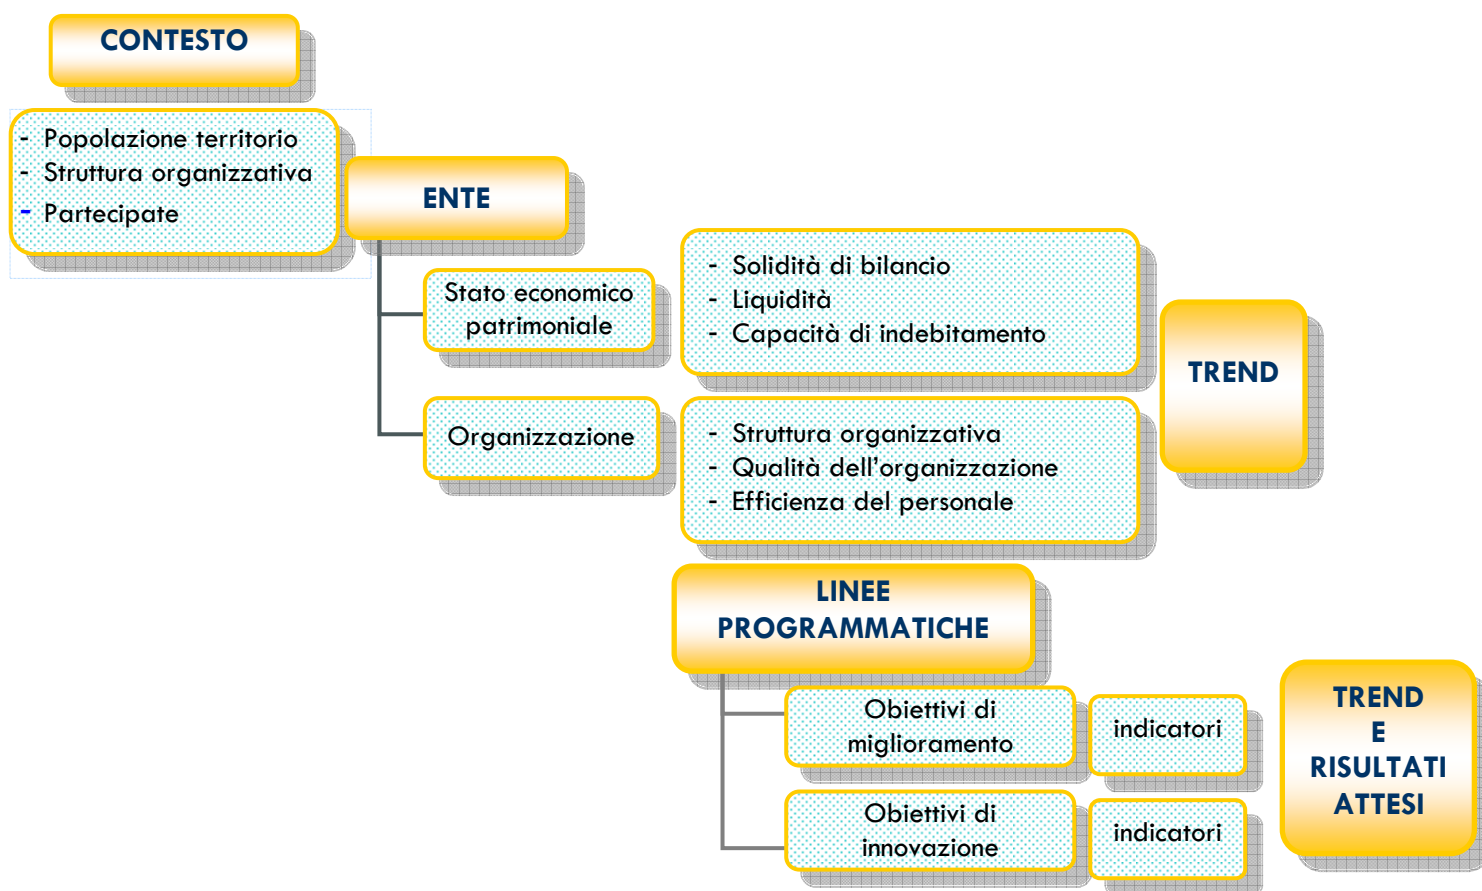 CONTESTO
- Popolazione territorio
- Struttura organizzativa
- Partecipate
ENTE
Stato economico
patrimoniale
- Solidità di bilancio
- Liquidità
- Capacità di indebitamento
TREND
Organizzazione
- Struttura organizzativa
- Qualità dell'organizzazione
- Efficienza del personale
LINEE
PROGRAMMATICHE
Obiettivi di
miglioramento
indicatori
Obiettivi di
innovazione
indicatori
TREND
E
RISULTATI
ATTESI